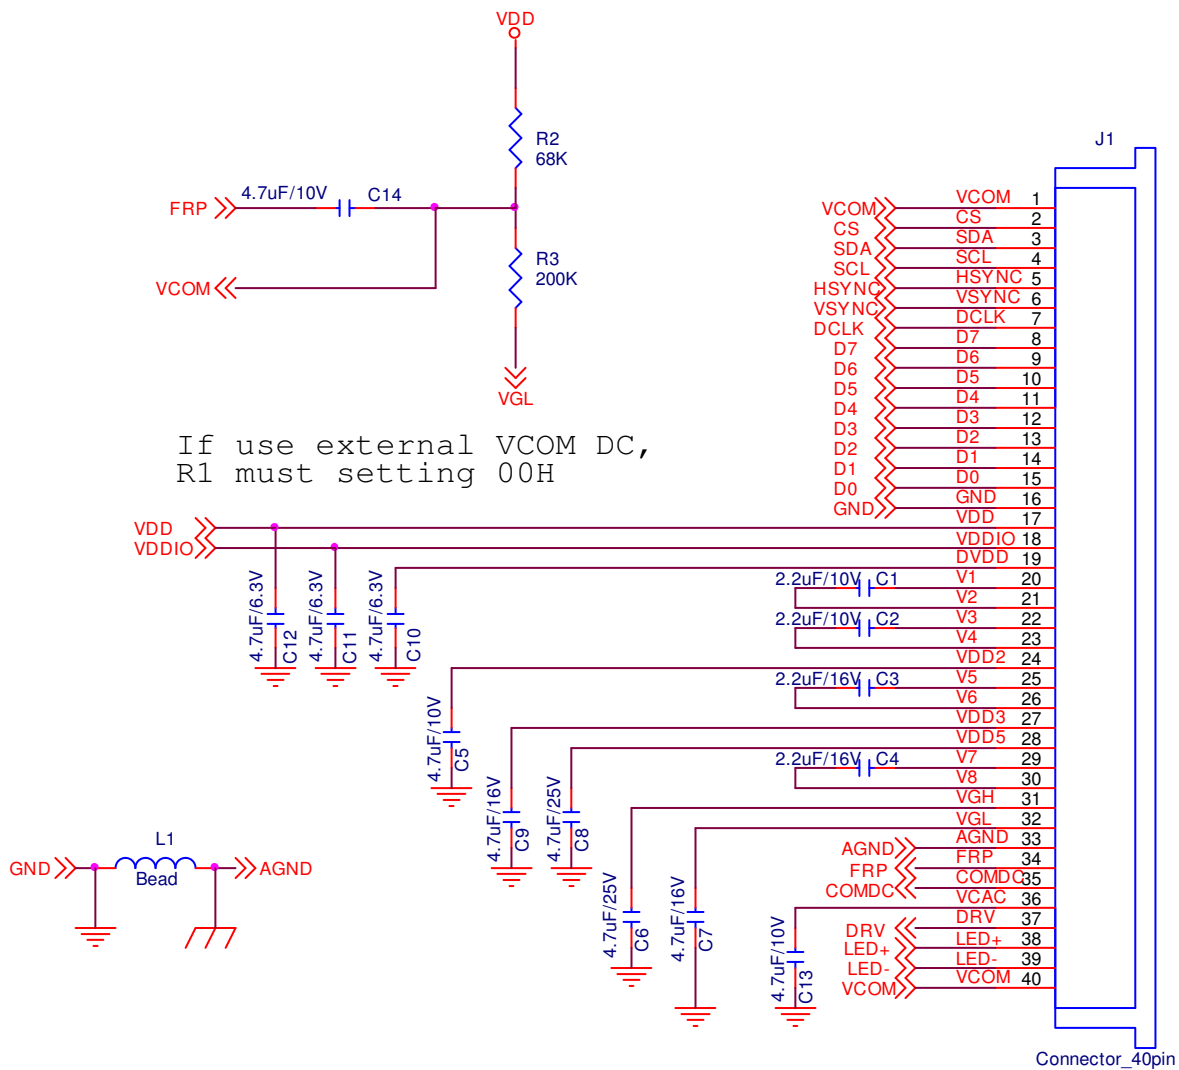 VDD
R2
68K
4.7uF/10V C14
FRP
R3
200K
VCOM
VGL
If use external VCOM DC,
R1 must setting 00H
J1
VCOM VCOM 1
CS CS 2
SDA SDA 3
SCL SCL 4
HSYNC HSYNC 5
VSYNC VSYNC 6
DCLK DCLK 7
D7 D7 8
D6 D6 9
D5 D5 10
D4 D4 11
D3 D3 12
D2 D2 13
D1 D1 14
D0 D0 15
GND GND 16
VDD VDD 17
VDDIO VDDIO 18
DVDD 19
2.2uF/10V C1 V1 20
V2 21
2.2uF/10V C2 V3 22
V4 23
VDD2 24
2.2uF/16V C3 V5 25
V6 26
VDD3 27
VDD5 28
2.2uF/16V C4 V7 29
V8 30
VGH 31
VGL 32
AGND AGND 33
FRP FRP 34
COMDC COMDC 35
VCAC 36
DRV DRV 37
LED+ LED+ 38
LED- LED- 39
VCOM VCOM 40
Connector_40pin
4.7uF/6.3V C12
4.7uF/6.3V C11
4.7uF/6.3V C10
4.7uF/10V C5
4.7uF/16V C9
4.7uF/25V C8
4.7uF/25V C6
4.7uF/16V C7
4.7uF/10V C13
L1
GND AGND
Bead